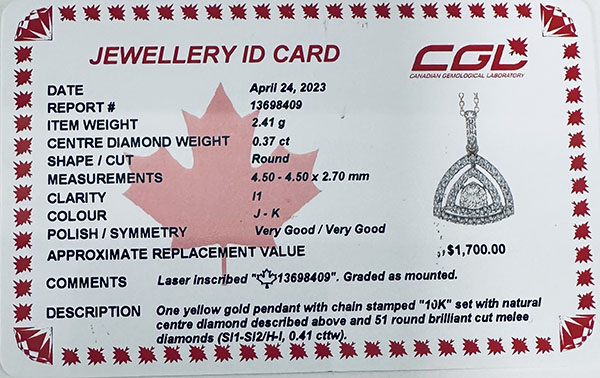 JEWELLERY ID CARD
CGL
CANADIAN GEMOLOGICAL LABORATORY
DATE April 24, 2023
REPORT # 13698409
ITEM WEIGHT 2.41 g
CENTRE DIAMOND WEIGHT 0.37 ct
SHAPE / CUT Round
MEASUREMENTS 4.50 - 4.50 x 2.70 mm
CLARITY I1
COLOUR J - K
POLISH / SYMMETRY Very Good / Very Good
APPROXIMATE REPLACEMENT VALUE $1,700.00
COMMENTS Laser inscribed "13698409". Graded as mounted.
DESCRIPTION One yellow gold pendant with chain stamped "10K" set with natural
centre diamond described above and 51 round brilliant cut melee
diamonds (SI1-SI2/H-I, 0.41 cttw).